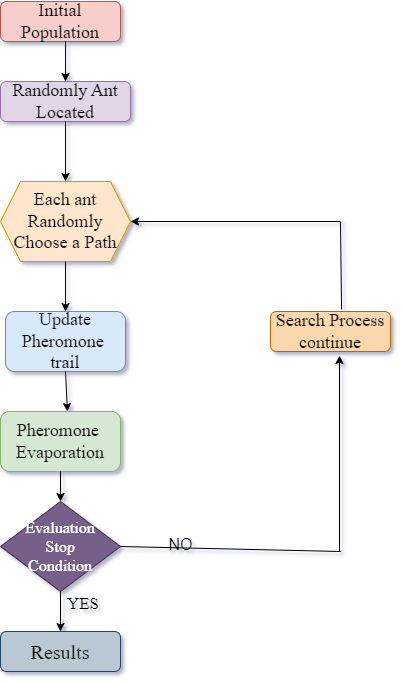 Initial
Population
Randomly Ant
Located
Each ant
Randomly
Choose a Path
Update
Pheromone
trail
Search Process
continue
Pheromone
Evaporation
Evaluation
Stop
Condition
NO
YES
Results